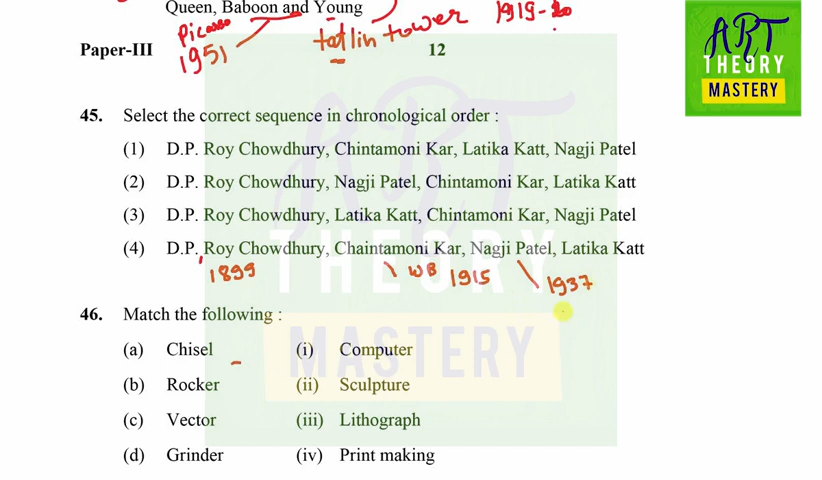 Queen, Baboon and Young
Picasso
1951
tatlin tower 1919-20
Paper-III 12
ART
THEORY
MASTERY
45. Select the correct sequence in chronological order :
(1) D.P. Roy Chowdhury, Chintamoni Kar, Latika Katt, Nagji Patel
(2) D.P. Roy Chowdhury, Nagji Patel, Chintamoni Kar, Latika Katt
(3) D.P. Roy Chowdhury, Latika Katt, Chintamoni Kar, Nagji Patel
(4) D.P. Roy Chowdhury, Chaintamoni Kar, Nagji Patel, Latika Katt
1899 WB 1915 1937
46. Match the following :
(a) Chisel (i) Computer
(b) Rocker (ii) Sculpture
(c) Vector (iii) Lithograph
(d) Grinder (iv) Print making
ART
THEORY
MASTERY